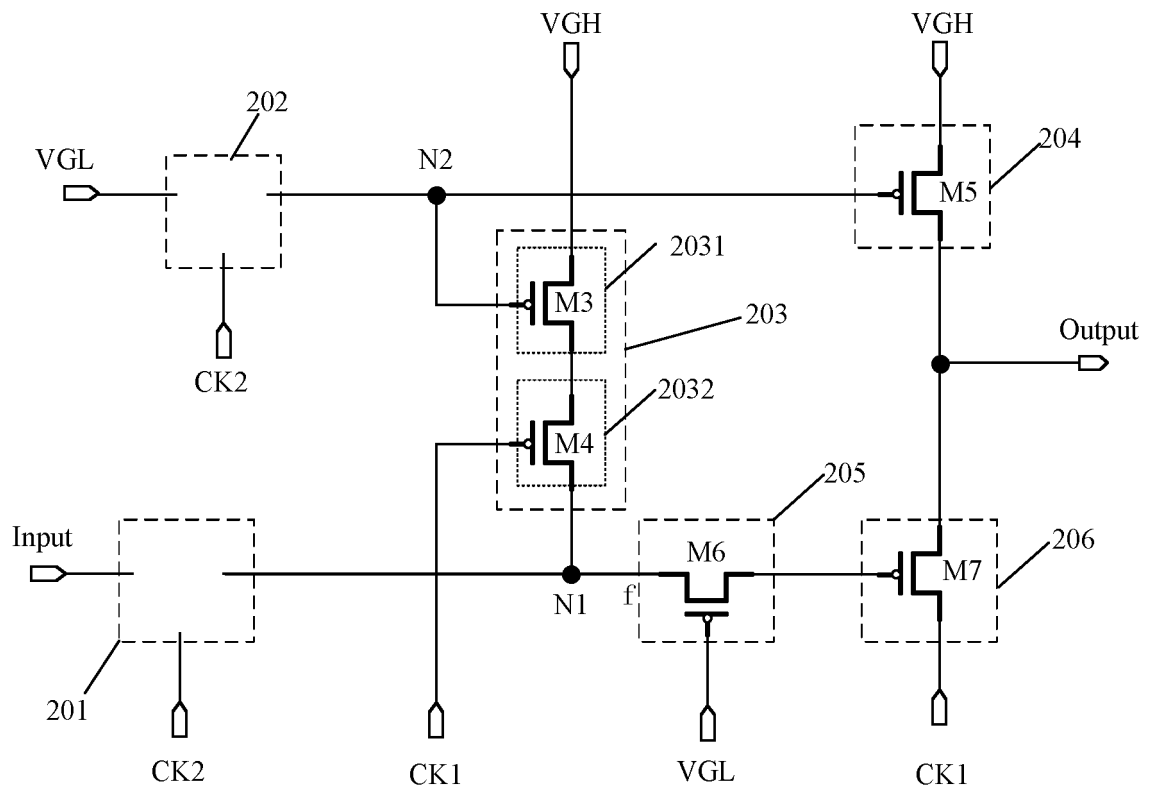 VGH
VGH
202
204
VGL
N2
M5
2031
M3
203
Output
CK2
2032
M4
205
Input
M6
206
M7
f
N1
201
CK2
CK1
VGL
CK1